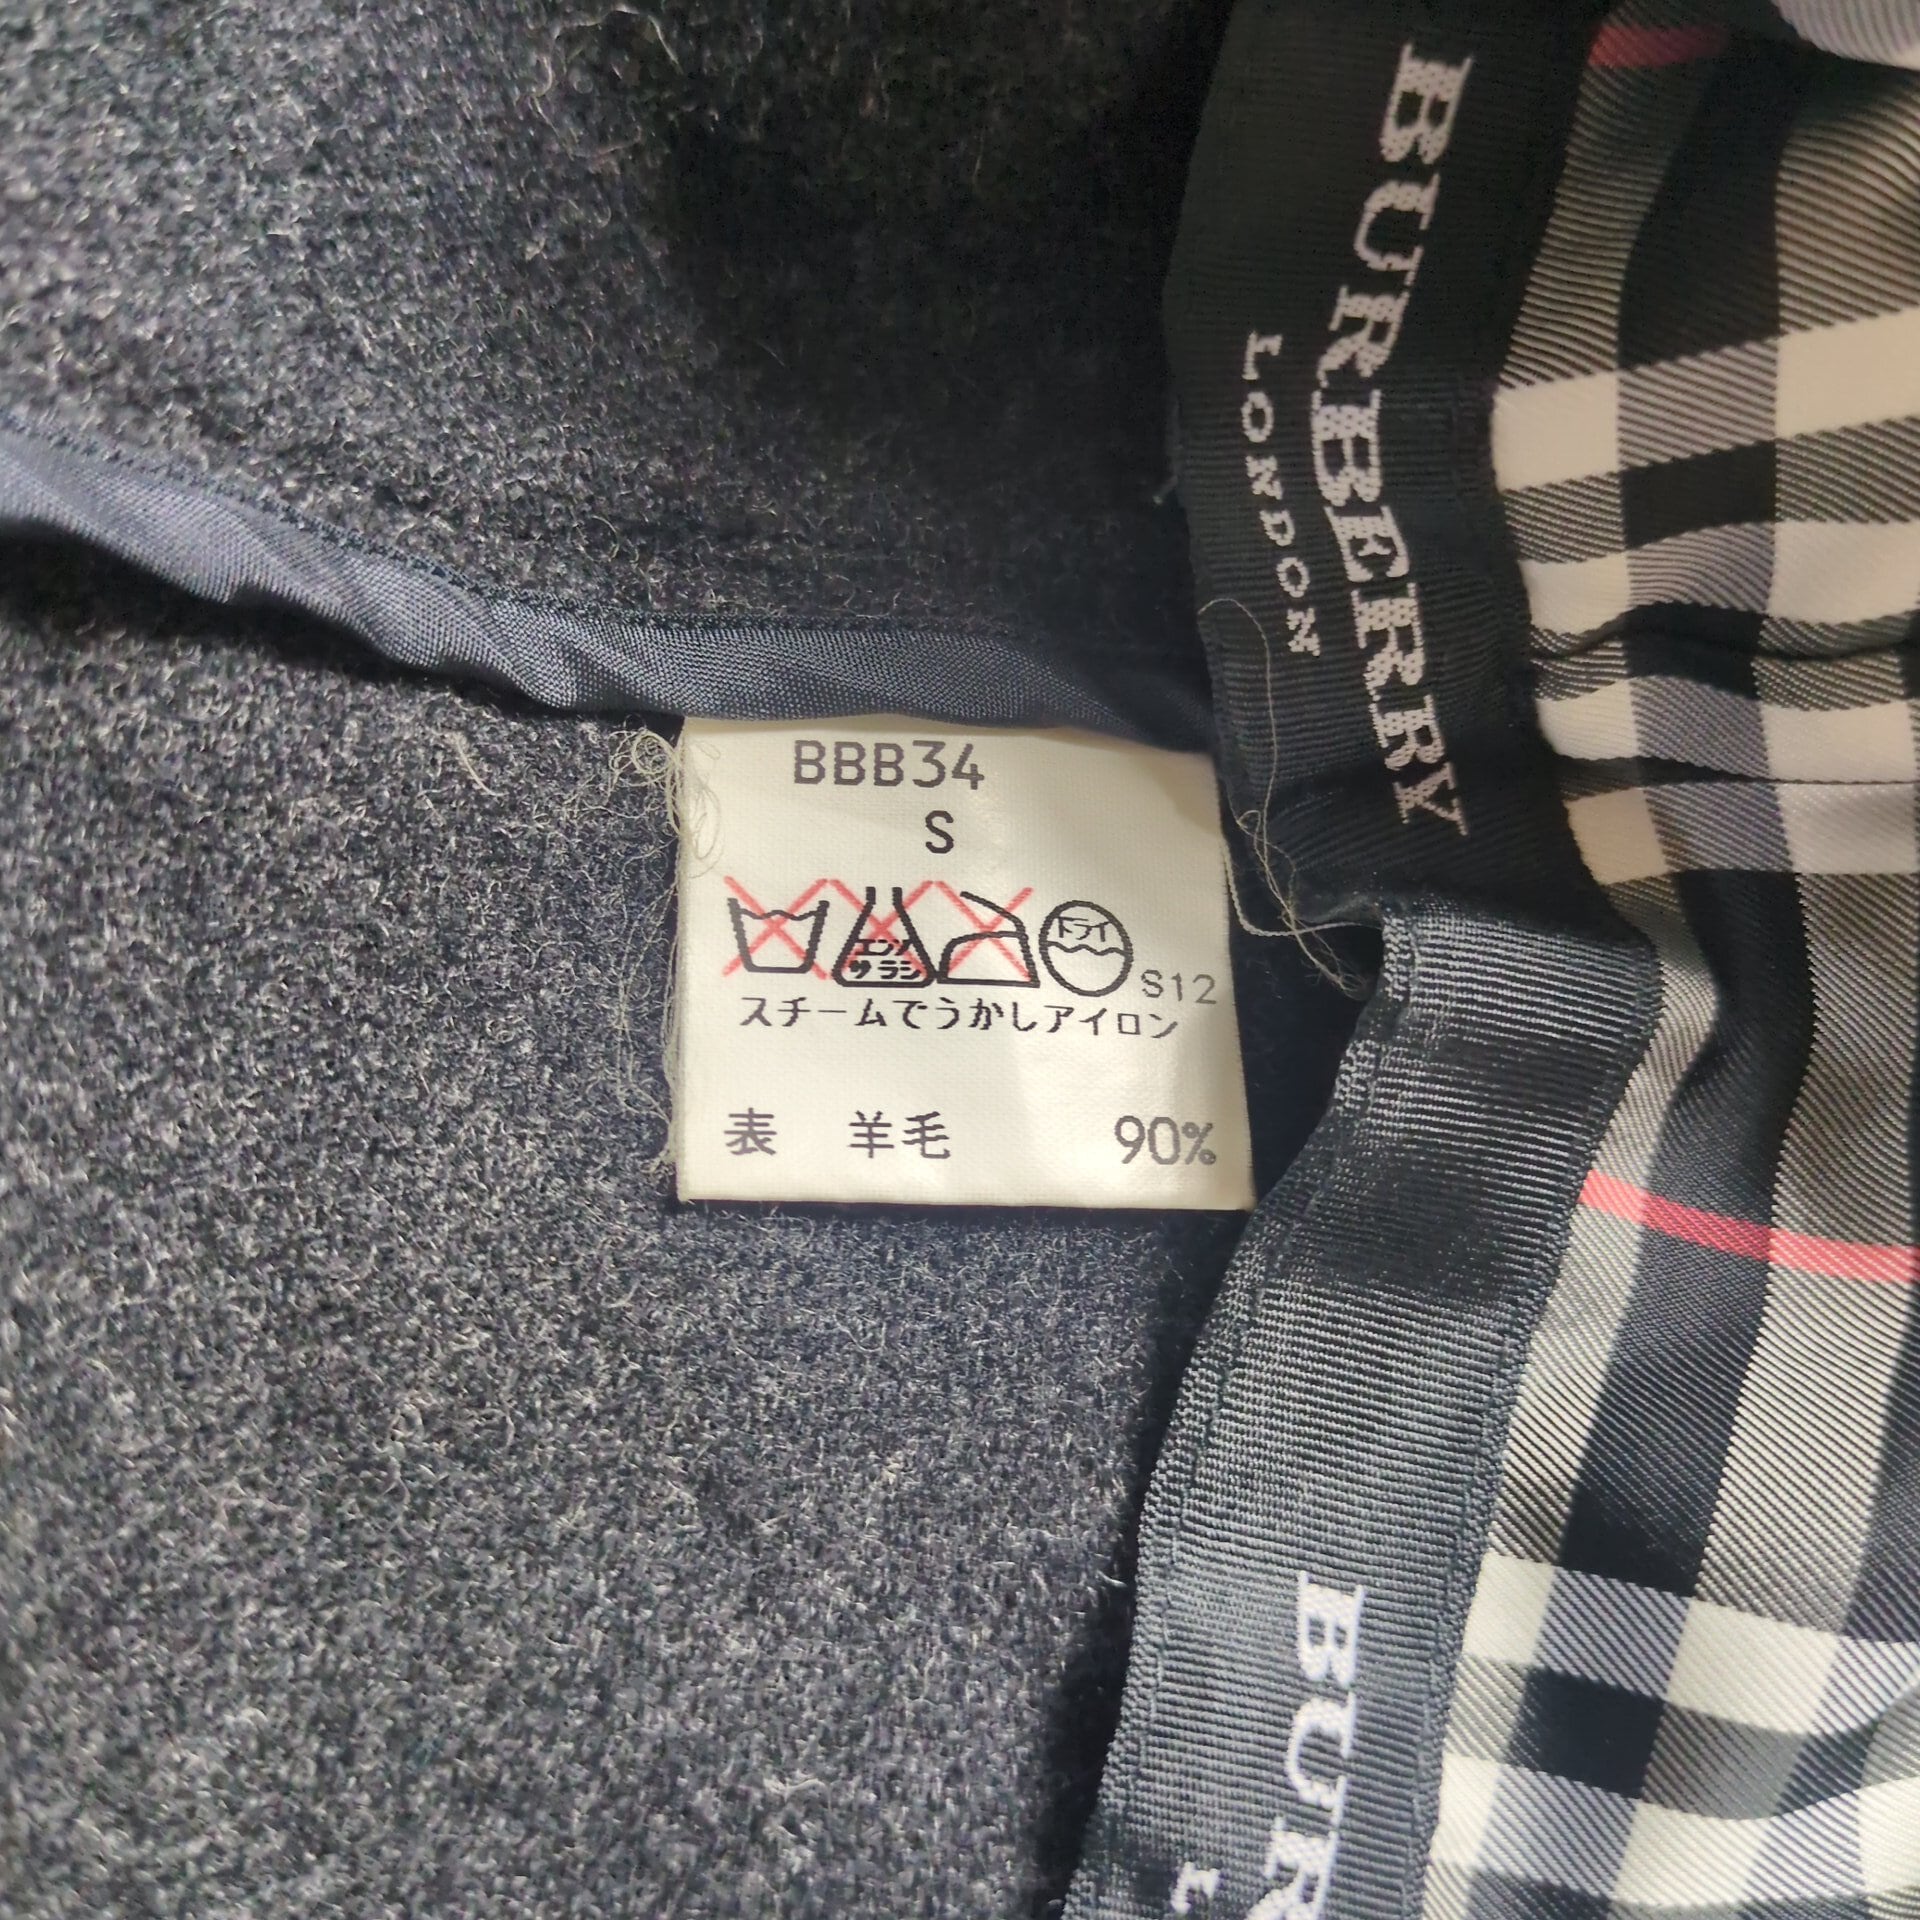 BURBERRY
LONDON
BBB34
S
エンソ
サラシ
ドライ
S12
スチームでうかしアイロン
表 羊毛 90%
BUR
L